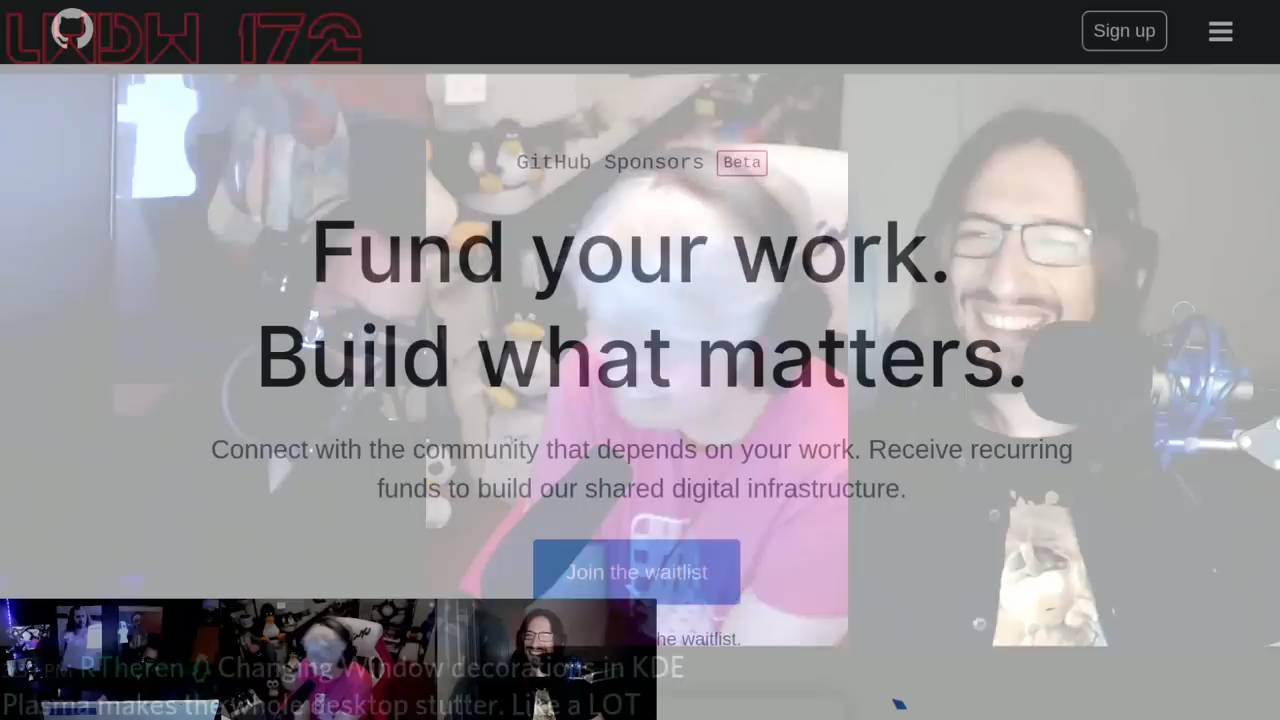 LWDW 172
Sign up
GitHub Sponsors Beta
Fund your work.
Build what matters.
Connect with the community that depends on your work. Receive recurring
funds to build our shared digital infrastructure.
Join the waitlist
he waitlist.
PM RTheren Changing Window decorations in KDE
Plasma makes the whole desktop stutter. Like a LOT